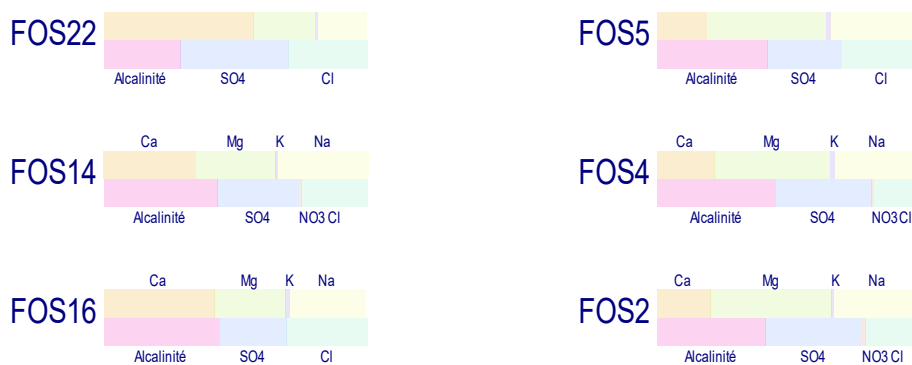 FOS22
Alcalinité SO4 Cl
FOS5
Alcalinité SO4 Cl
Ca Mg K Na
FOS14
Alcalinité SO4 NO3 Cl
Ca Mg K Na
FOS4
Alcalinité SO4 NO3 Cl
Ca Mg K Na
FOS16
Alcalinité SO4 Cl
Ca Mg K Na
FOS2
Alcalinité SO4 NO3 Cl